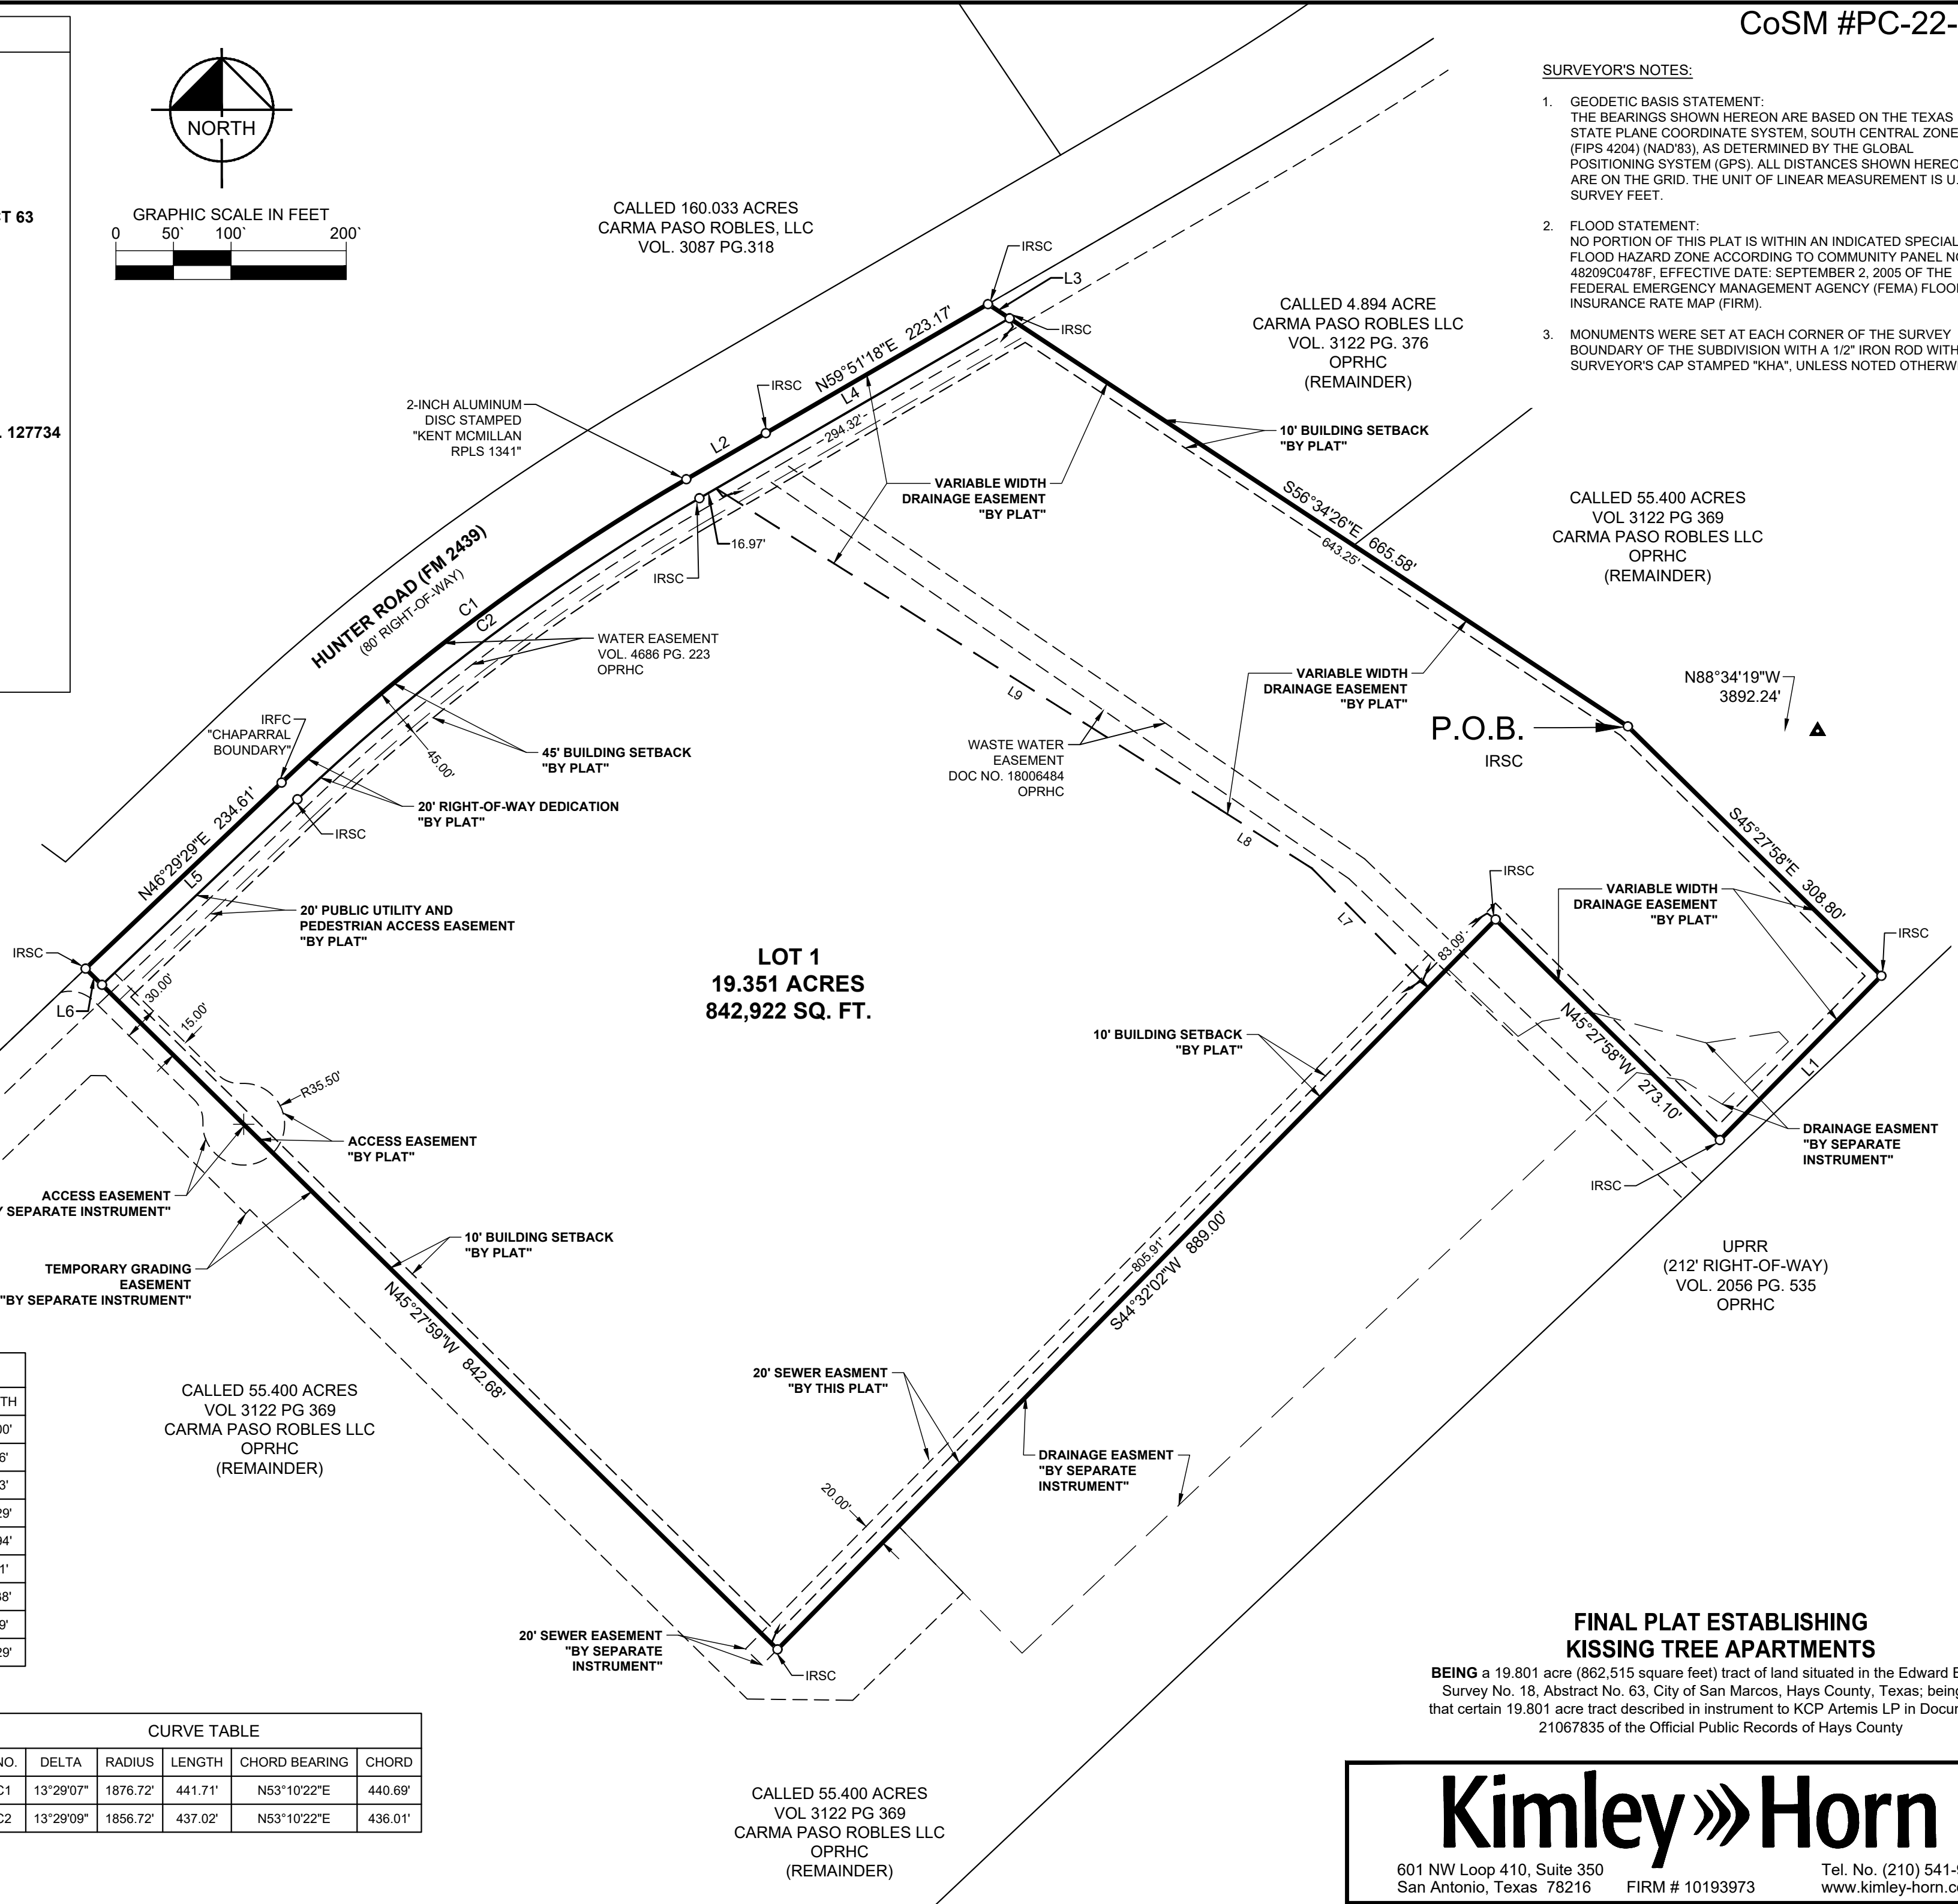 CoSM #PC-22-
SURVEYOR'S NOTES:
1. GEODETIC BASIS STATEMENT:
THE BEARINGS SHOWN HEREON ARE BASED ON THE TEXAS
STATE PLANE COORDINATE SYSTEM, SOUTH CENTRAL ZONE
(FIPS 4204) (NAD'83), AS DETERMINED BY THE GLOBAL
POSITIONING SYSTEM (GPS). ALL DISTANCES SHOWN
ARE ON THE GRID. THE UNIT OF LINEAR MEASUREMENT IS U.
SURVEY FEET.
2. FLOOD STATEMENT:
NO PORTION OF THIS PLAT IS WITHIN AN INDICATED SPECIAL
FLOOD HAZARD ZONE ACCORDING TO COMMUNITY PANEL
48209C0478F, EFFECTIVE DATE: SEPTEMBER 2, 2005 OF THE
FEDERAL EMERGENCY MANAGEMENT AGENCY (FEMA)
INSURANCE RATE MAP (FIRM).
3. MONUMENTS WERE SET AT EACH CORNER OF THE SURVEY
BOUNDARY OF THE SUBDIVISION WITH A 1/2" IRON ROD WITH
SURVEYOR'S CAP STAMPED "KHA", UNLESS NOTED
T 63
127734
NORTH
GRAPHIC SCALE IN FEET
0 50` 100` 200`
CALLED 160.033 ACRES
CARMA PASO ROBLES, LLC
VOL. 3087 PG.318
IRSC
L3
IRSC
CALLED 4.894 ACRE
CARMA PASO ROBLES LLC
VOL. 3122 PG. 376
OPRHC
(REMAINDER)
N59°51'18"E 223.17'
L4
294.32'
IRSC
L2
2-INCH ALUMINUM
DISC STAMPED
"KENT MCMILLAN
RPLS 1341"
10' BUILDING SETBACK
"BY PLAT"
VARIABLE WIDTH
DRAINAGE EASEMENT
"BY PLAT"
S56°34'26"E 665.58'
643.25'
CALLED 55.400 ACRES
VOL 3122 PG 369
CARMA PASO ROBLES LLC
OPRHC
(REMAINDER)
16.97'
IRSC
HUNTER ROAD (FM 2439)
(80' RIGHT-OF-WAY)
C1
C2
WATER EASEMENT
VOL. 4686 PG. 223
OPRHC
L9
VARIABLE WIDTH
DRAINAGE EASEMENT
"BY PLAT"
N88°34'19"W
3892.24'
P.O.B.
IRSC
IRFC
"CHAPARRAL
BOUNDARY"
45' BUILDING SETBACK
"BY PLAT"
45.00'
WASTE WATER
EASEMENT
DOC NO. 18006484
OPRHC
20' RIGHT-OF-WAY DEDICATION
"BY PLAT"
IRSC
L8
S45°27'58"E 308.80'
N46°29'29"E 234.61'
L5
20' PUBLIC UTILITY AND
PEDESTRIAN ACCESS EASEMENT
"BY PLAT"
IRSC
VARIABLE WIDTH
DRAINAGE EASEMENT
"BY PLAT"
L7
83.09'
IRSC
IRSC
LOT 1
19.351 ACRES
842,922 SQ. FT.
L6
30.00'
15.00'
10' BUILDING SETBACK
"BY PLAT"
N45°27'58"W 273.10'
L1
R35.50'
ACCESS EASEMENT
"BY PLAT"
DRAINAGE EASMENT
"BY SEPARATE
INSTRUMENT"
IRSC
ACCESS EASEMENT
SEPARATE INSTRUMENT"
10' BUILDING SETBACK
"BY PLAT"
TEMPORARY GRADING
EASEMENT
"BY SEPARATE INSTRUMENT"
805.91'
S44°32'02"W 889.00'
UPRR
(212' RIGHT-OF-WAY)
VOL. 2056 PG. 535
OPRHC
N45°27'59"W 842.68'
CALLED 55.400 ACRES
VOL 3122 PG 369
CARMA PASO ROBLES LLC
OPRHC
(REMAINDER)
20' SEWER EASMENT
"BY THIS PLAT"
DRAINAGE EASMENT
"BY SEPARATE
INSTRUMENT"
20.00'
TH
00'
6'
3'
29'
94'
1'
38'
9'
29'
20' SEWER EASEMENT
"BY SEPARATE
INSTRUMENT"
IRSC
FINAL PLAT ESTABLISHING
KISSING TREE APARTMENTS
BEING a 19.801 acre (862,515 square feet) tract of land situated in the Edward
Survey No. 18, Abstract No. 63, City of San Marcos, Hays County, Texas; being
that certain 19.801 acre tract described in instrument to KCP Artemis LP in
21067835 of the Official Public Records of Hays County
CURVE TABLE
NO. DELTA RADIUS LENGTH CHORD BEARING CHORD
C1 13°29'07" 1876.72' 441.71' N53°10'22"E 440.69'
C2 13°29'09" 1856.72' 437.02' N53°10'22"E 436.01'
CALLED 55.400 ACRES
VOL 3122 PG 369
CARMA PASO ROBLES LLC
OPRHC
(REMAINDER)
Kimley»Horn
601 NW Loop 410, Suite 350
San Antonio, Texas 78216 FIRM # 10193973
Tel. No. (210) 541-
www.kimley-horn.c